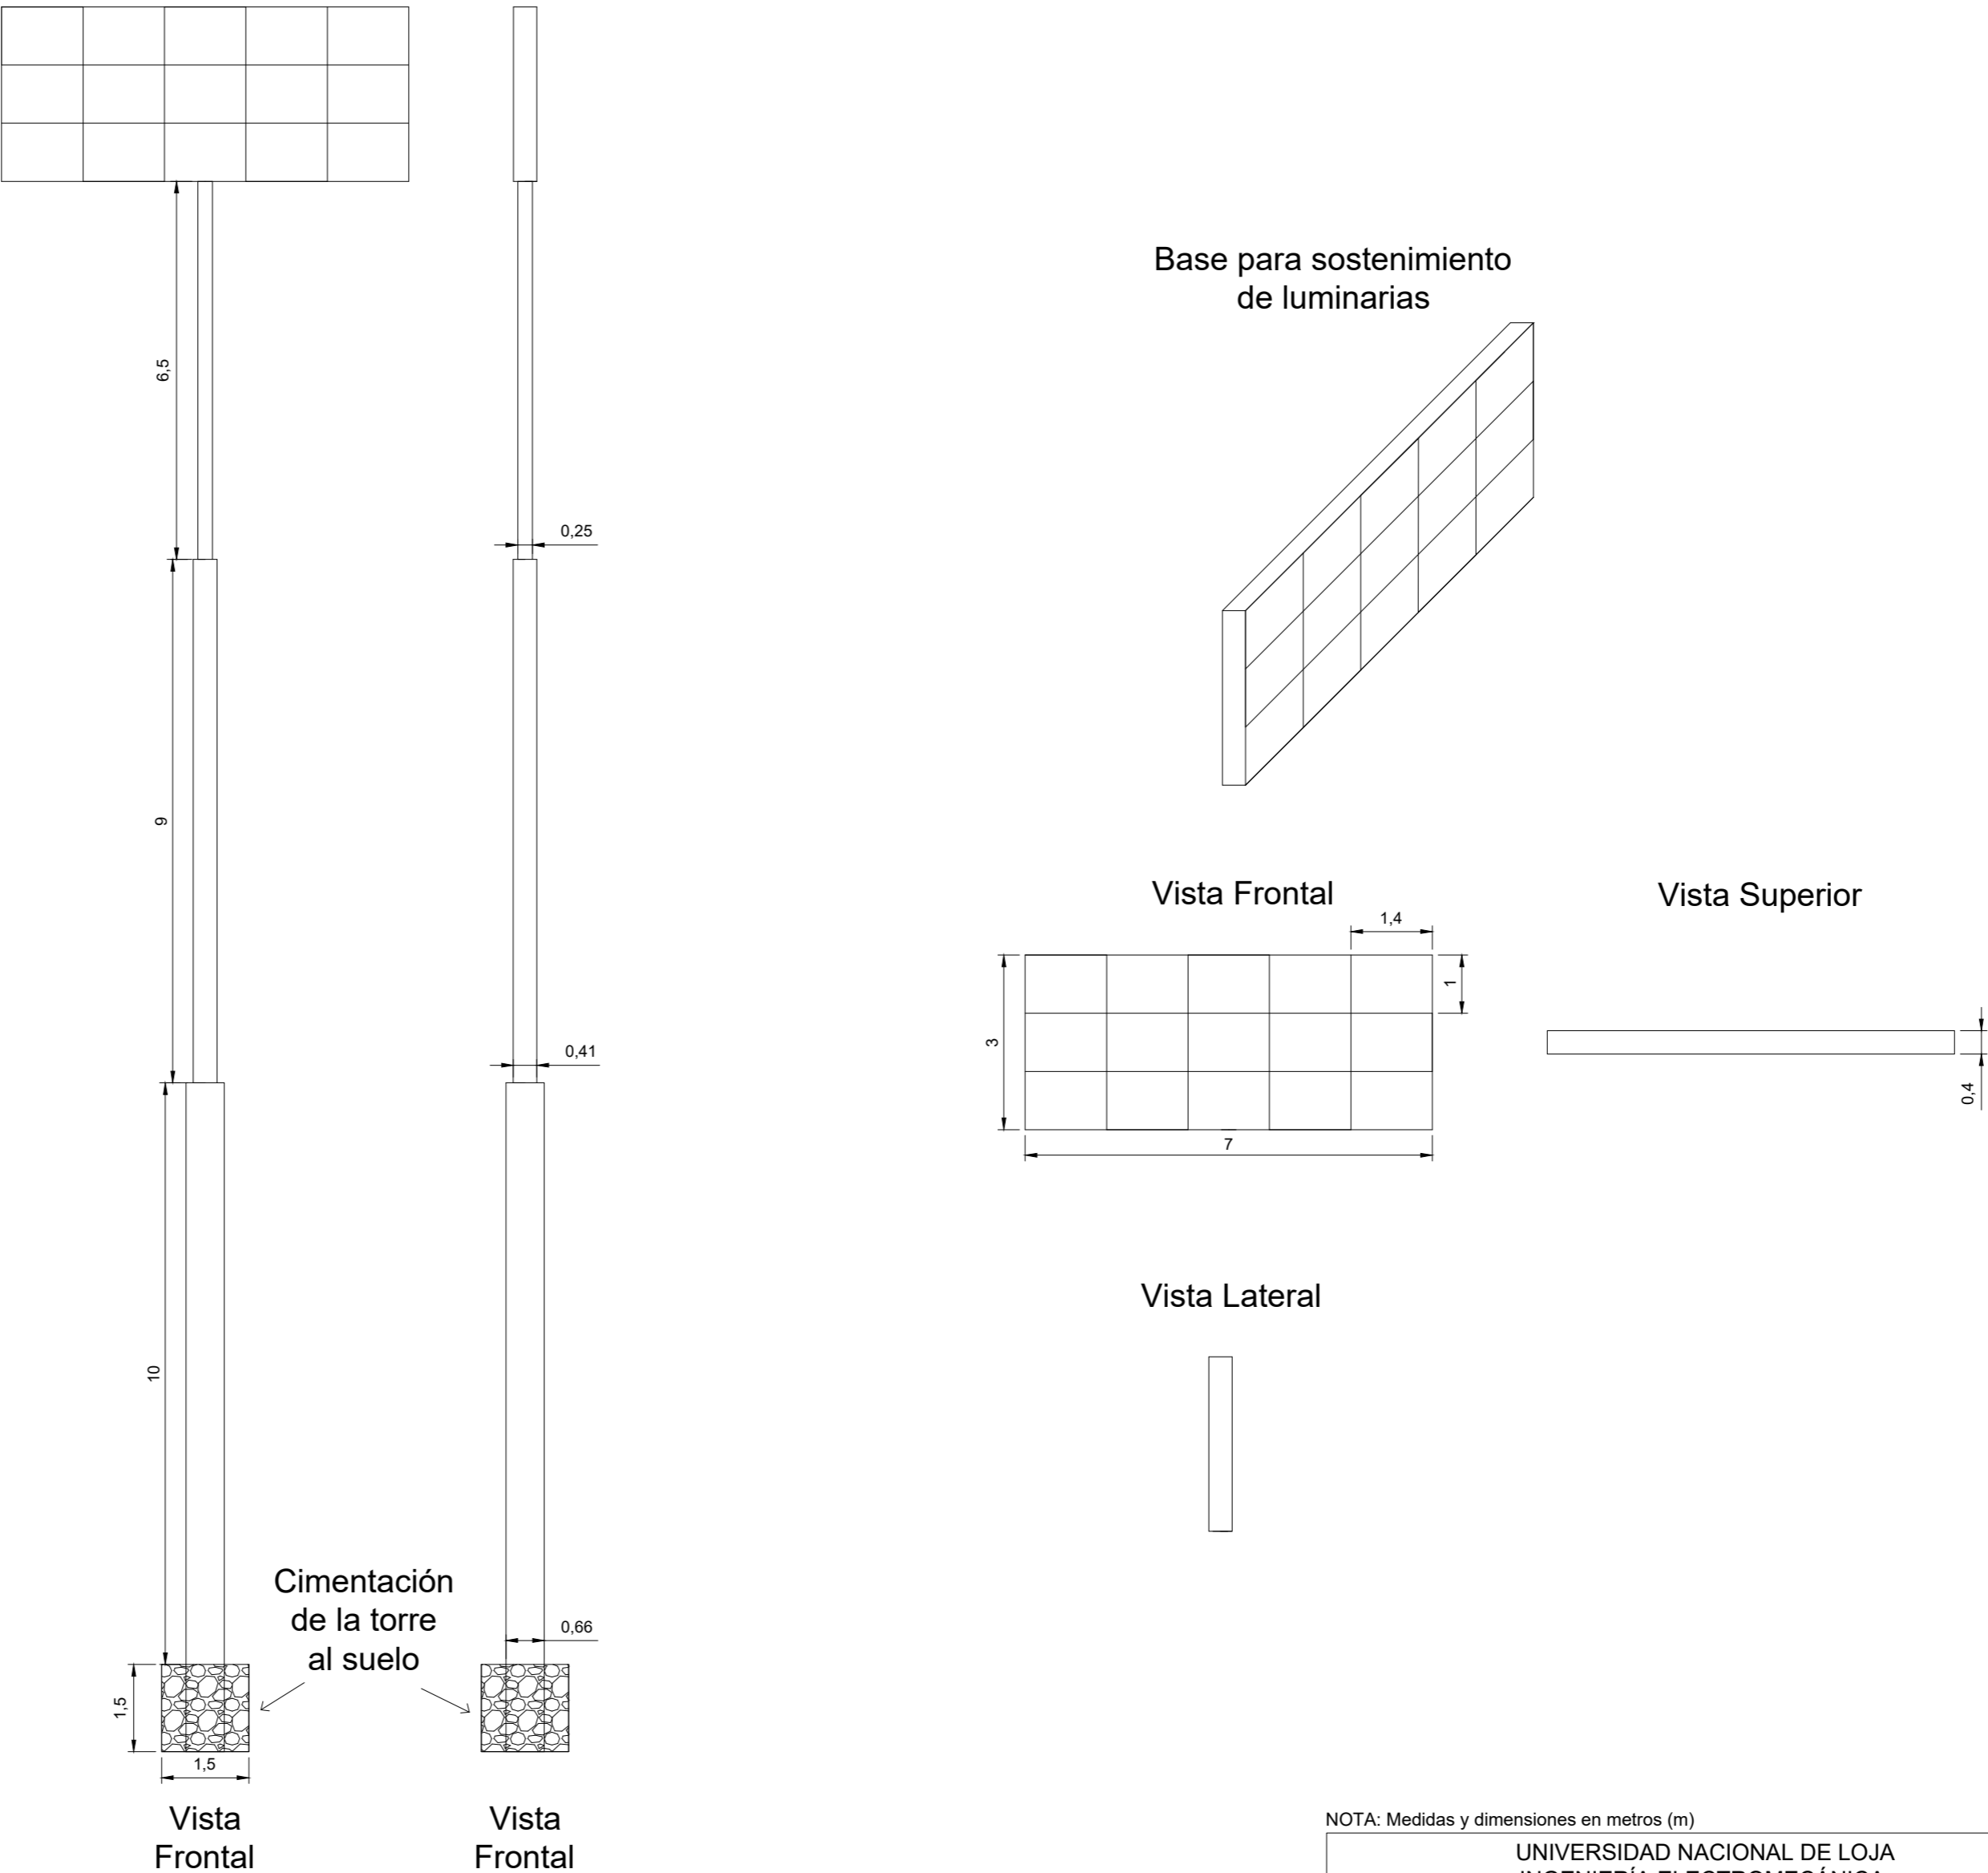 6,5
0,25
9
0,41
10
Cimentación
de la torre
al suelo
0,66
1,5
1,5
Vista
Frontal
Vista
Frontal
Base para sostenimiento
de luminarias
Vista Frontal
1,4
1
3
7
Vista Superior
0,4
Vista Lateral
NOTA: Medidas y dimensiones en metros (m)
UNIVERSIDAD NACIONAL DE LOJA
INGENIERÍA ELECTROMECÁNICA